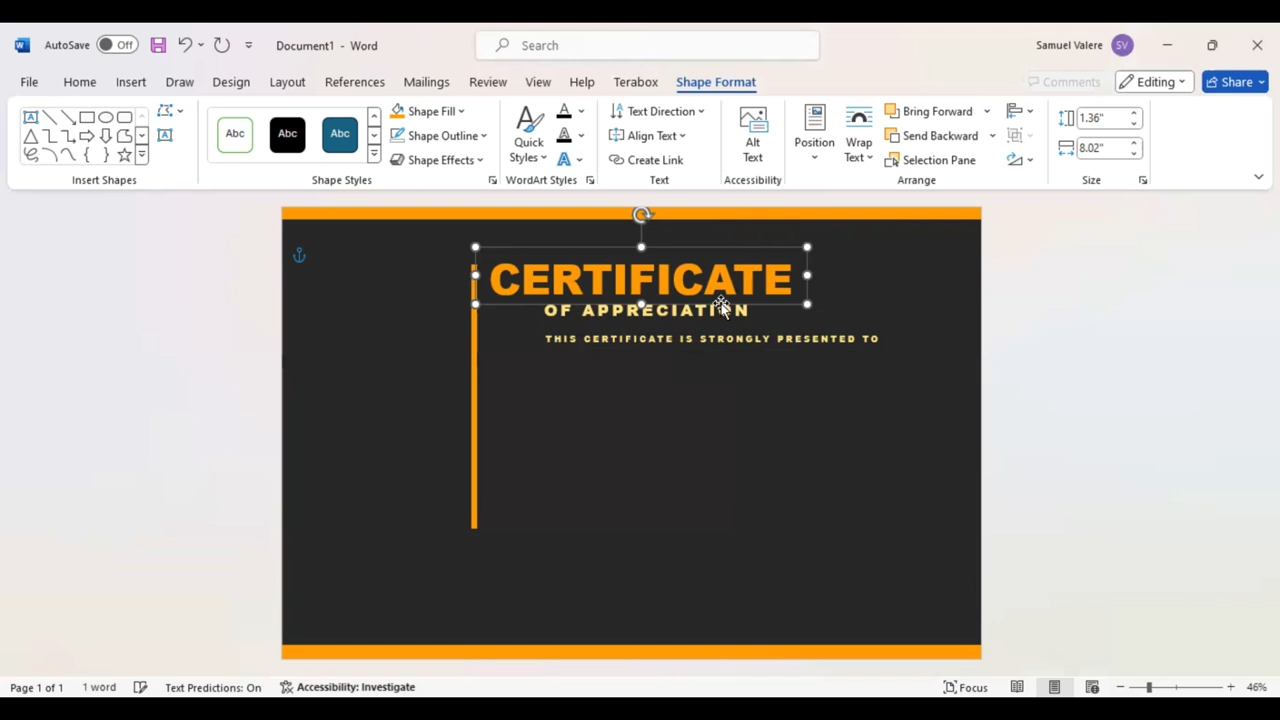 AutoSave Off Document1 - Word Search Samuel Valere SV
File Home Insert Draw Design Layout References Mailings Review View Help Terabox Shape Format Comments Editing Share
Abc Abc Abc
Shape Fill
Shape Outline
Shape Effects
Quick
Styles
Text Direction
Align Text
Create Link
Alt
Text
Position
Wrap
Text
Bring Forward
Send Backward
Selection Pane
1.36"
8.02"
Insert Shapes Shape Styles WordArt Styles Text Accessibility Arrange Size
CERTIFICATE
OF APPRECIATION
THIS CERTIFICATE IS STRONGLY PRESENTED TO
Page 1 of 1 1 word Text Predictions: On Accessibility: Investigate Focus 46%